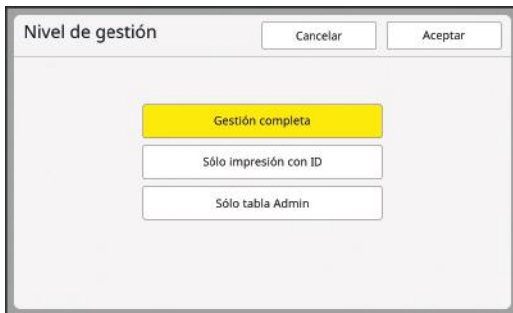 Nivel de gestión
Cancelar
Aceptar
Gestión completa
Sólo impresión con ID
Sólo tabla Admin